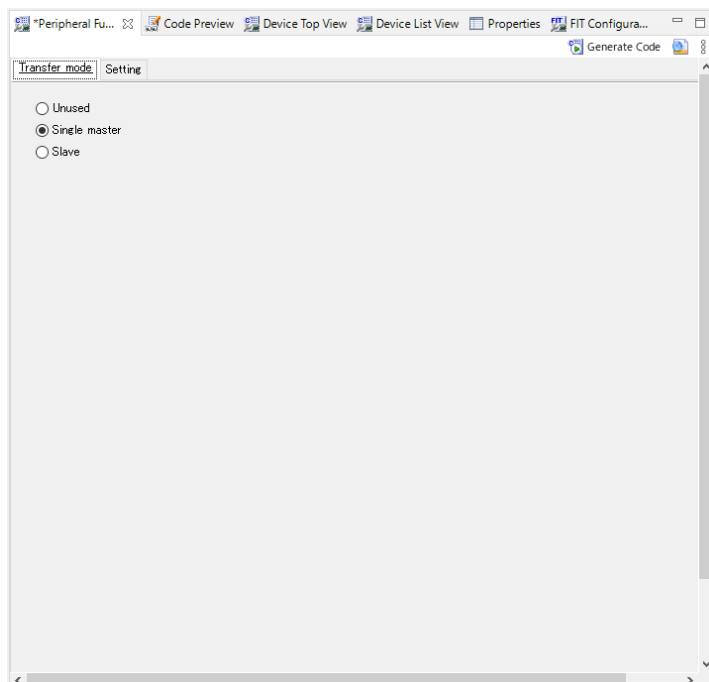 *Peripheral Fu... Code Preview Device Top View Device List View Properties FIT FIT Configura...
Generate Code
Transfer mode Setting
Unused
Single master
Slave